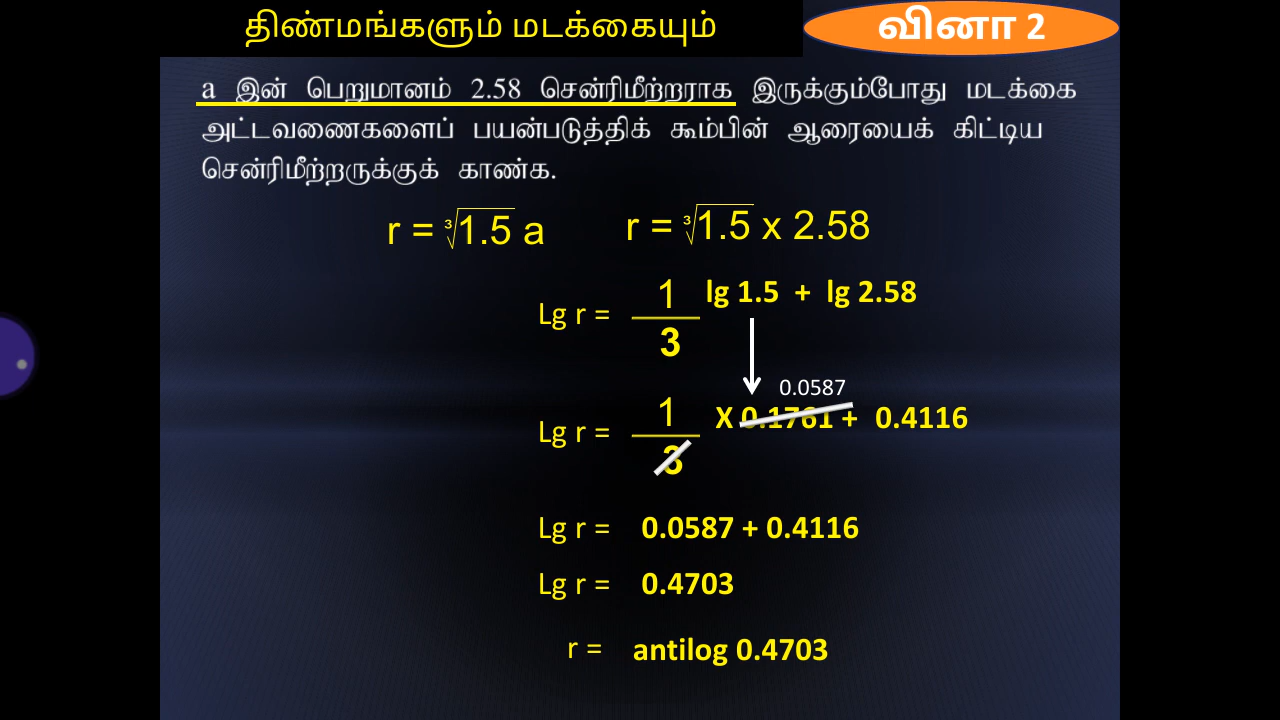 திண்மங்களும் மடக்கையும்
வினா 2
a இன் பெறுமானம் 2.58 சென்ரிமீற்றராக இருக்கும்போது மடக்கை
அட்டவணைகளைப் பயன்படுத்திக் கூம்பின் ஆரையைக் கிட்டிய
சென்ரிமீற்றருக்குக் காண்க.
r = ∛1.5 a
r = ∛1.5 x 2.58
Lg r = 1/3 lg 1.5 + lg 2.58
0.0587
Lg r = 1/3 X 0.1761 + 0.4116
Lg r = 0.0587 + 0.4116
Lg r = 0.4703
r = antilog 0.4703